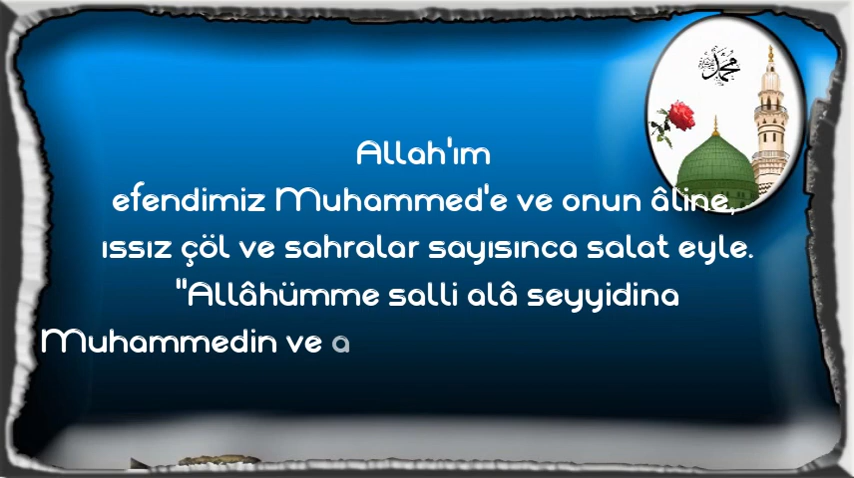 محمد
Allah'ım
efendimiz Muhammed'e ve onun âline,
ıssız çöl ve sahralar sayısınca salat eyle.
"Allâhümme salli alâ seyyidina
Muhammedin ve a